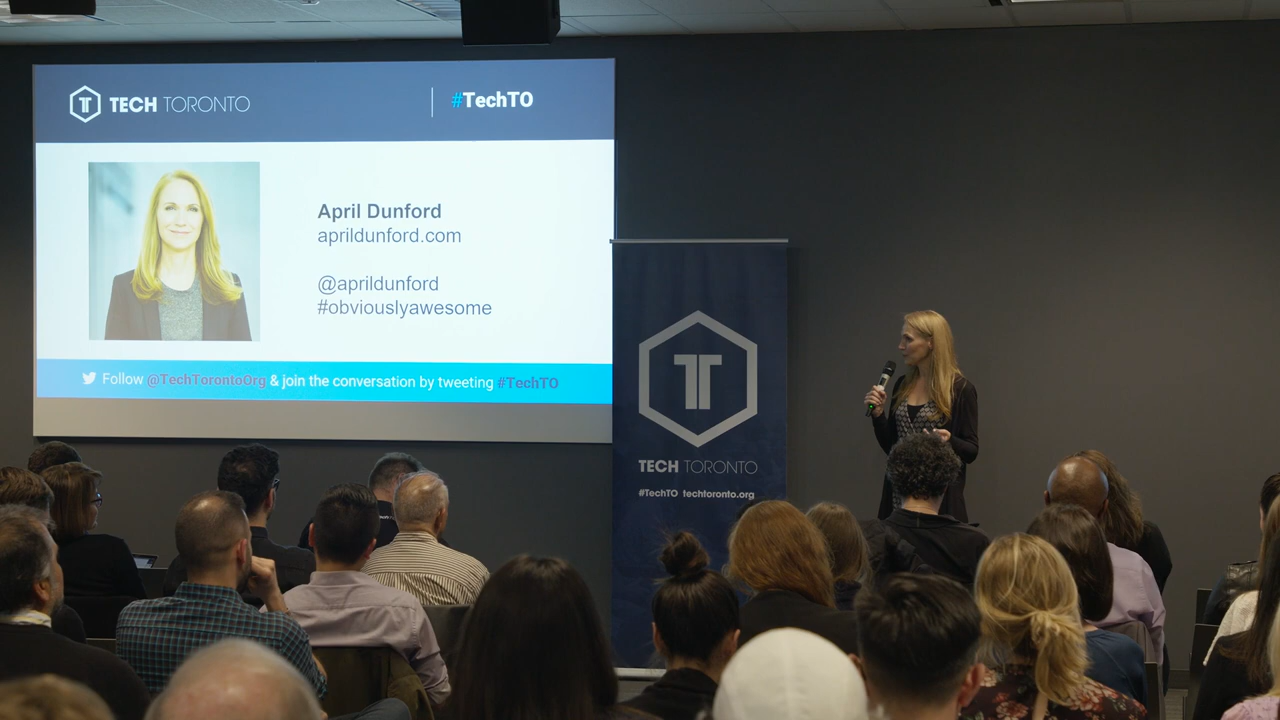 TECH TORONTO
#TechTO
April Dunford
aprildunford.com
@aprildunford
#obviouslyawesome
Follow @TechTorontoOrg & join the conversation by tweeting #TechTO
TECH TORONTO
#TechTO techtoronto.org